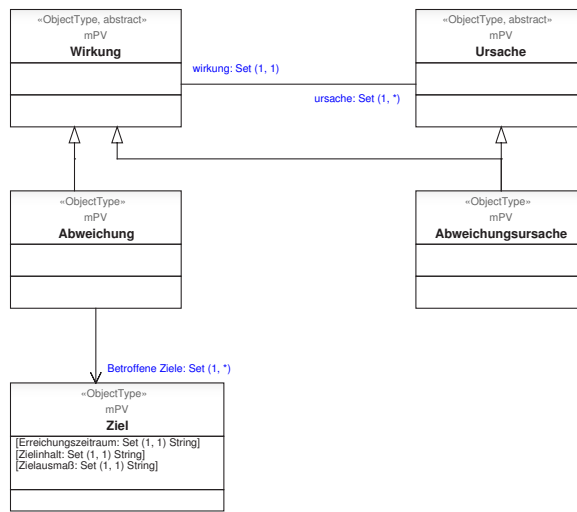 «ObjectType, abstract»
mPV
Wirkung
«ObjectType, abstract»
mPV
Ursache
wirkung: Set (1, 1)
ursache: Set (1, *)
«ObjectType»
mPV
Abweichung
«ObjectType»
mPV
Abweichungsursache
Betroffene Ziele: Set (1, *)
«ObjectType»
mPV
Ziel
[Erreichungszeitraum: Set (1, 1) String]
[Zielinhalt: Set (1, 1) String]
[Zielausmaß: Set (1, 1) String]